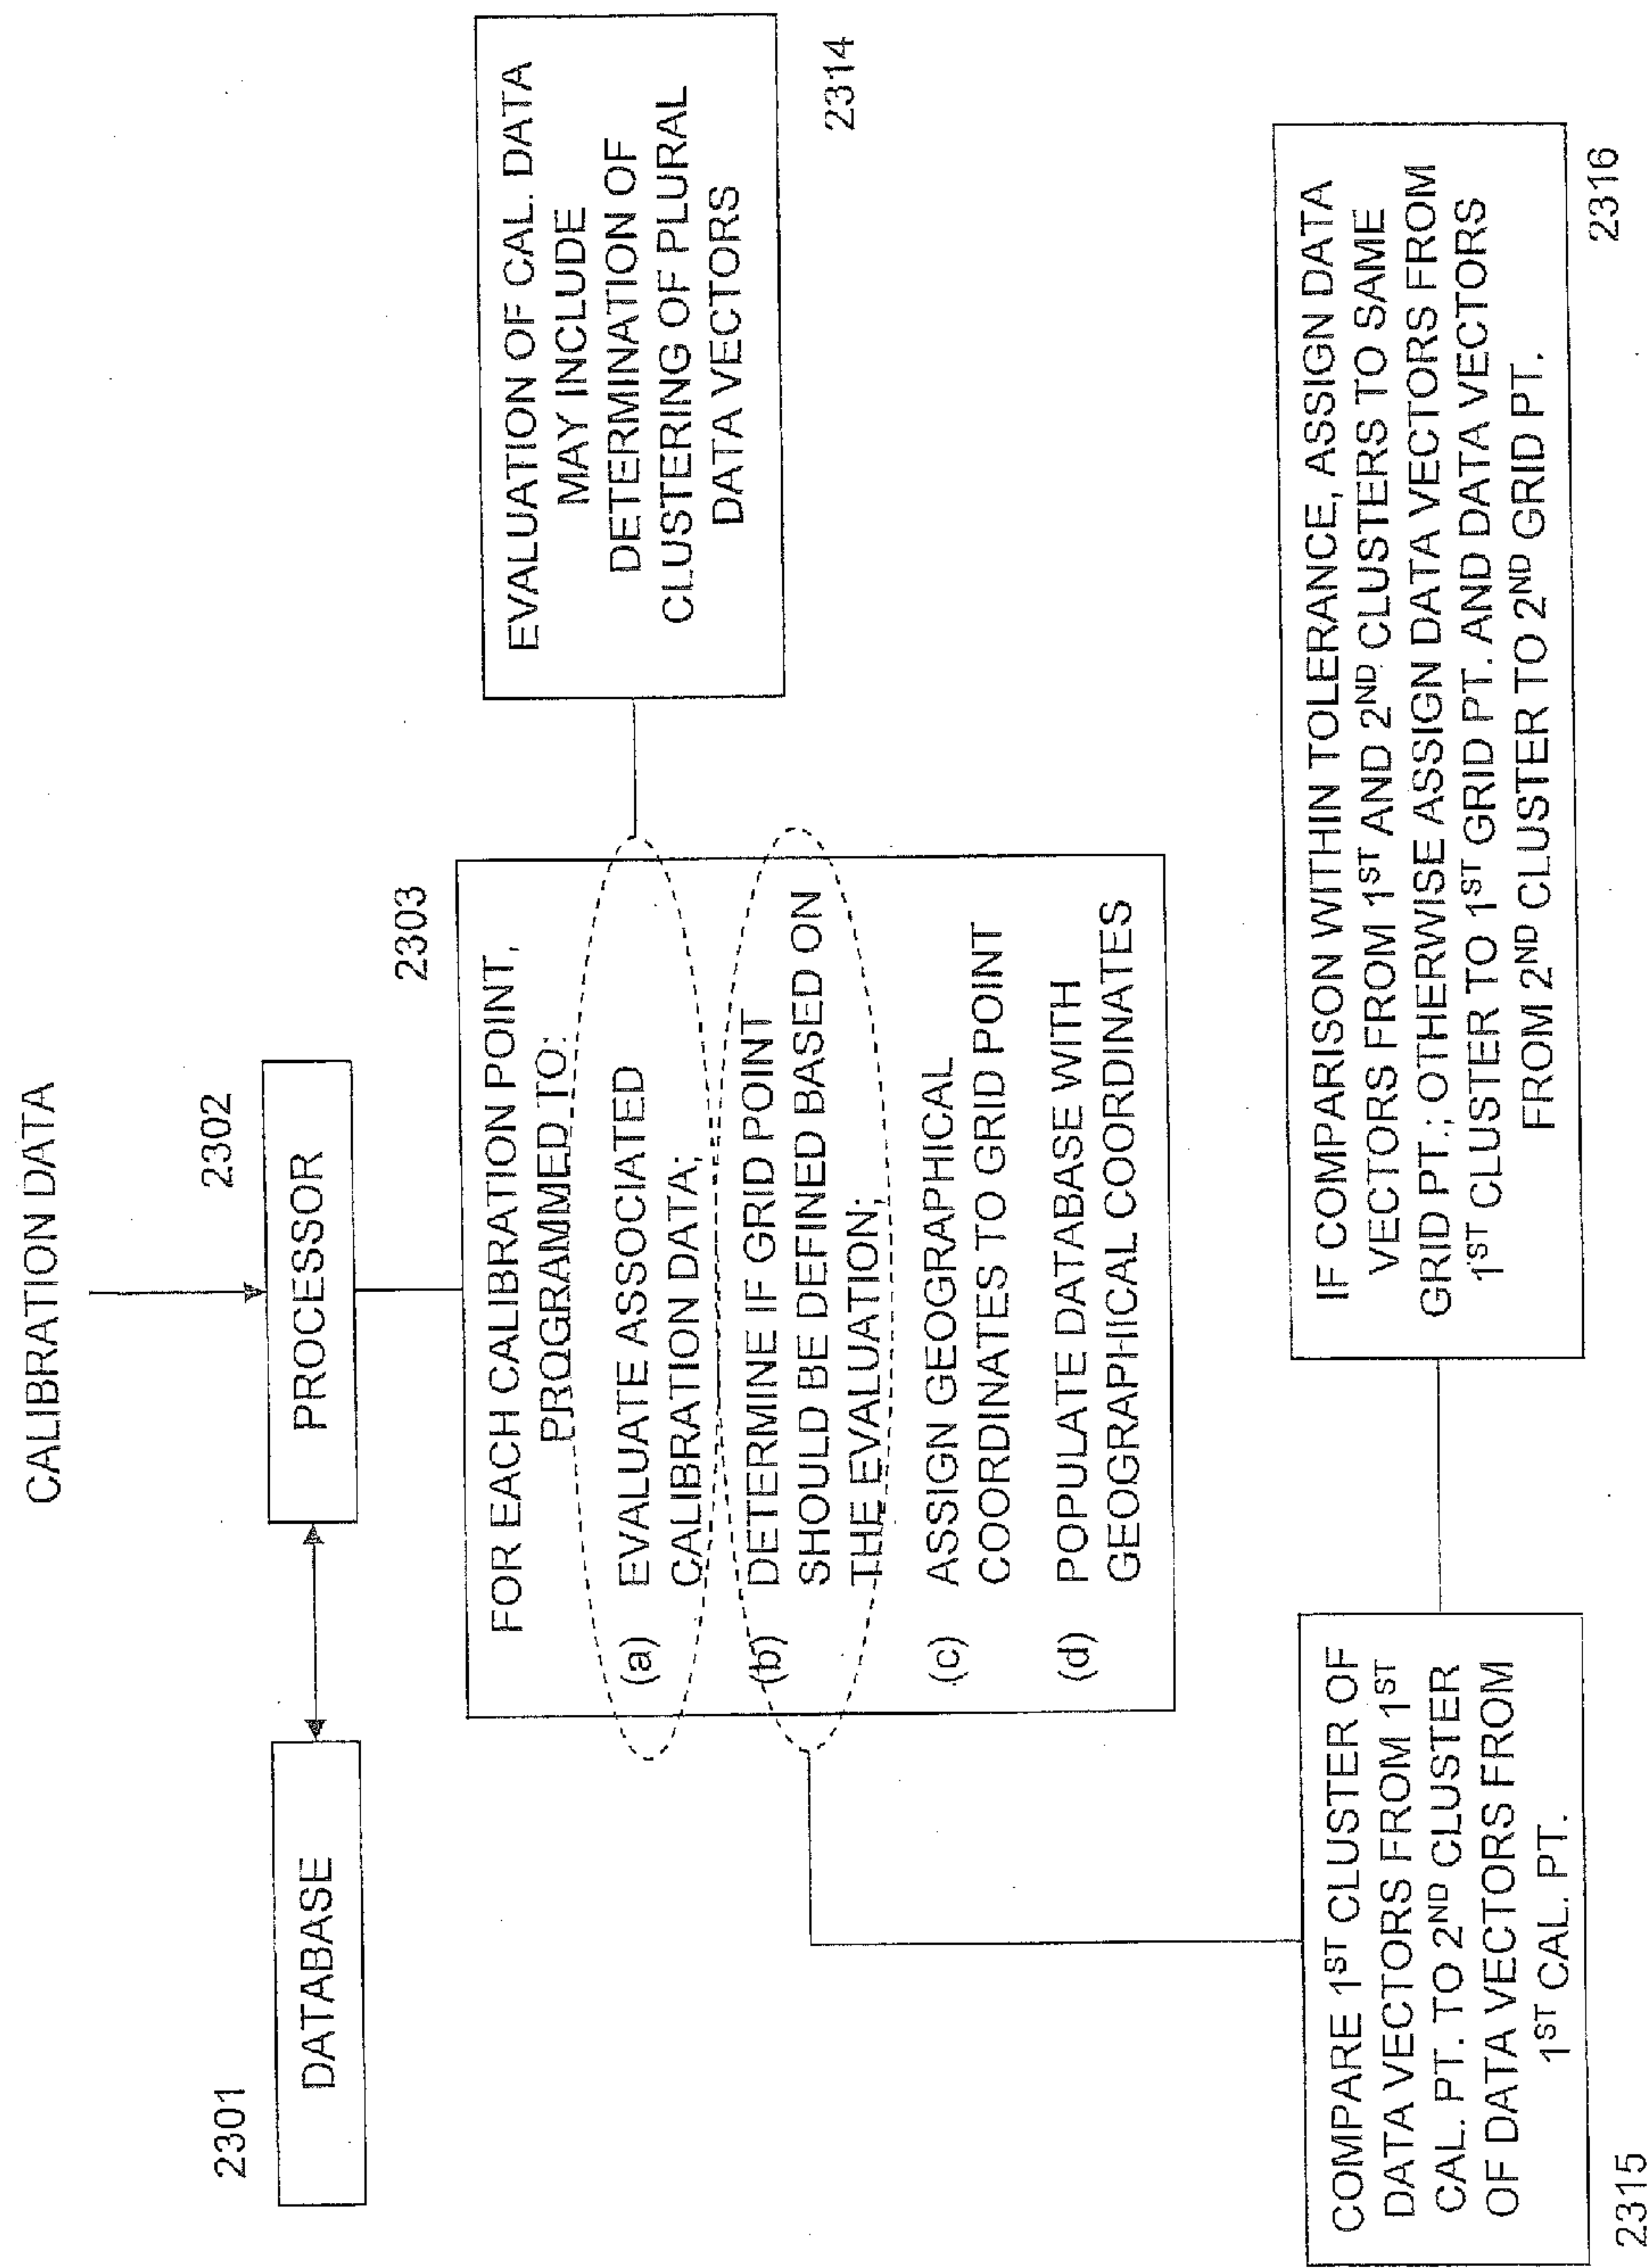 CALIBRATION DATA
2301
DATABASE
2302
PROCESSOR
2303
FOR EACH CALIBRATION POINT,
PROGRAMMED TO:
(a) EVALUATE ASSOCIATED
CALIBRATION DATA;
(b) DETERMINE IF GRID POINT
SHOULD BE DEFINED BASED ON
THE EVALUATION;
(c) ASSIGN GEOGRAPHICAL
COORDINATES TO GRID POINT
(d) POPULATE DATABASE WITH
GEOGRAPHICAL COORDINATES
EVALUATION OF CAL. DATA
MAY INCLUDE
DETERMINATION OF
CLUSTERING OF PLURAL
DATA VECTORS
2314
COMPARE 1ST CLUSTER OF
DATA VECTORS FROM 1ST
CAL. PT. TO 2ND CLUSTER
OF DATA VECTORS FROM
1ST CAL. PT.
2315
IF COMPARISON WITHIN TOLERANCE, ASSIGN DATA
VECTORS FROM 1ST AND 2ND CLUSTERS TO SAME
GRID PT.; OTHERWISE ASSIGN DATA VECTORS FROM
1ST CLUSTER TO 1ST GRID PT. AND DATA VECTORS
FROM 2ND CLUSTER TO 2ND GRID PT.
2316